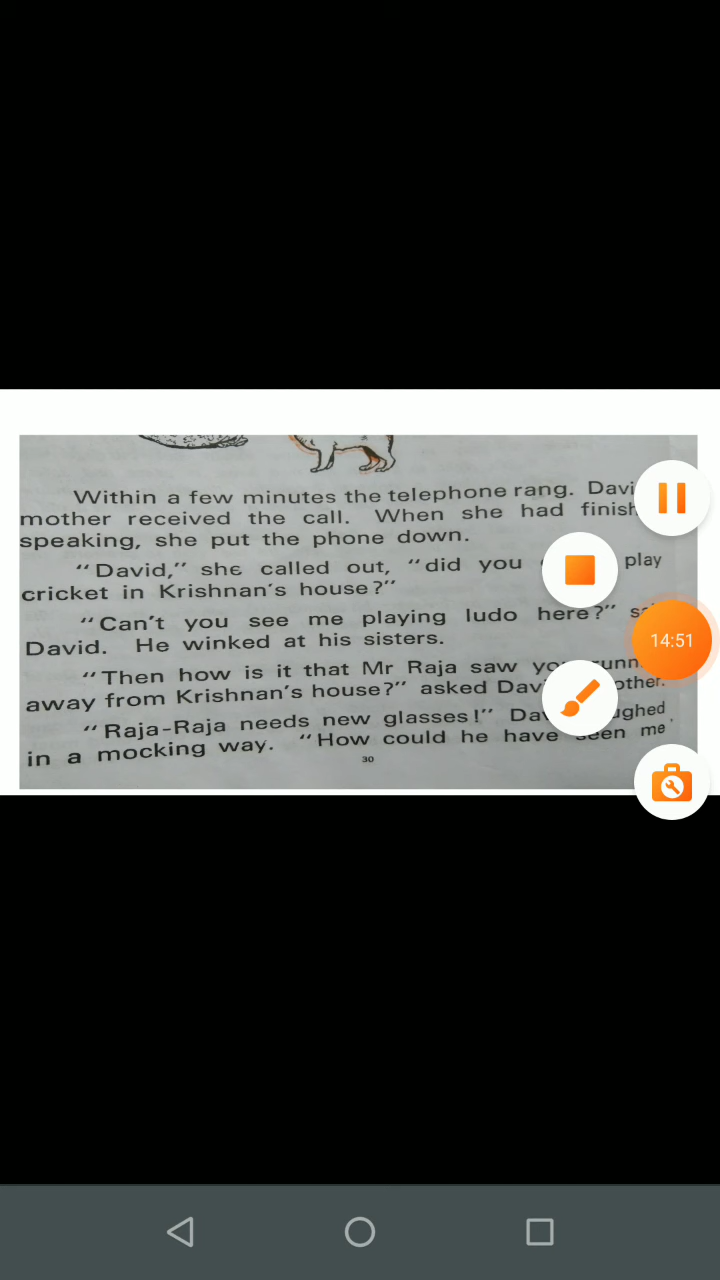 Within a few minutes the telephone rang. Davi
mother received the call. When she had finish
speaking, she put the phone down.
"David," she called out, "did you play
cricket in Krishnan's house?"
"Can't you see me playing ludo here?"
David. He winked at his sisters.
"Then how is it that Mr Raja saw
away from Krishnan's house?" asked
"Raja-Raja needs new glasses!"
in a mocking way. "How could he have seen me
30
14:51